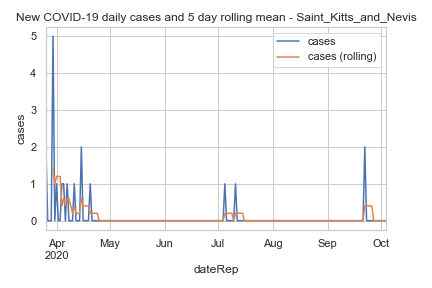 New COVID-19 daily cases and 5 day rolling mean - Saint_Kitts_and_Nevis
cases
cases (rolling)
cases
5
4
3
2
1
0
Apr
2020
May
Jun
Jul
Aug
Sep
Oct
dateRep